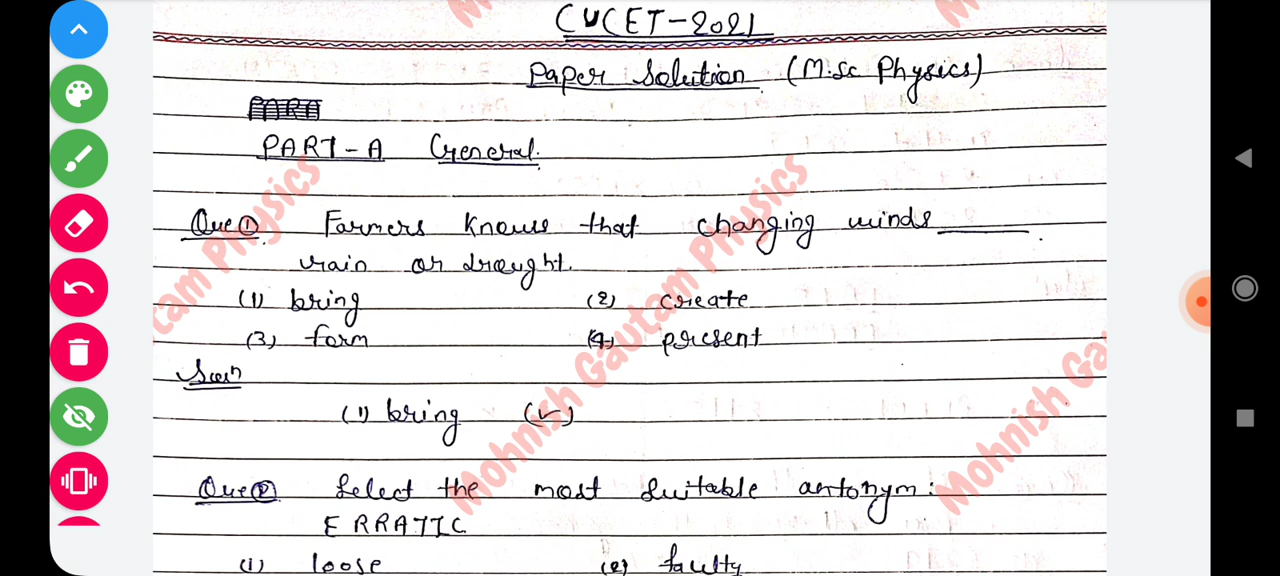 CUCET-2021
Paper Solution (M.Sc Physics)
PART-A General.
Que① Farmers knows that changing winds ______.
rain or drought.
(1) bring (2) create
(3) form (4) present
Soln
(1) bring (✓)
Que② Select the most suitable antonym:
ERRATIC
(1) loose (2) faulty
Mohnish Gautam Physics